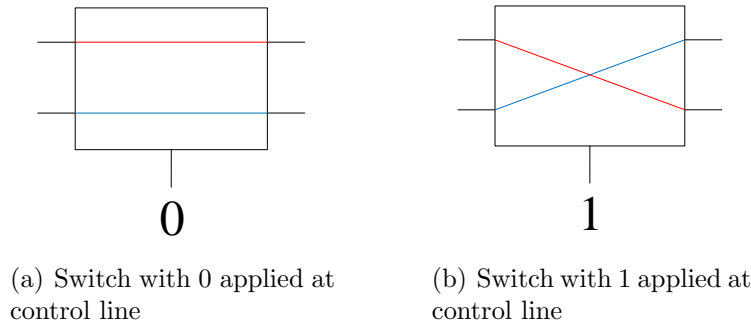 0
1
(a) Switch with 0 applied at
control line
(b) Switch with 1 applied at
control line